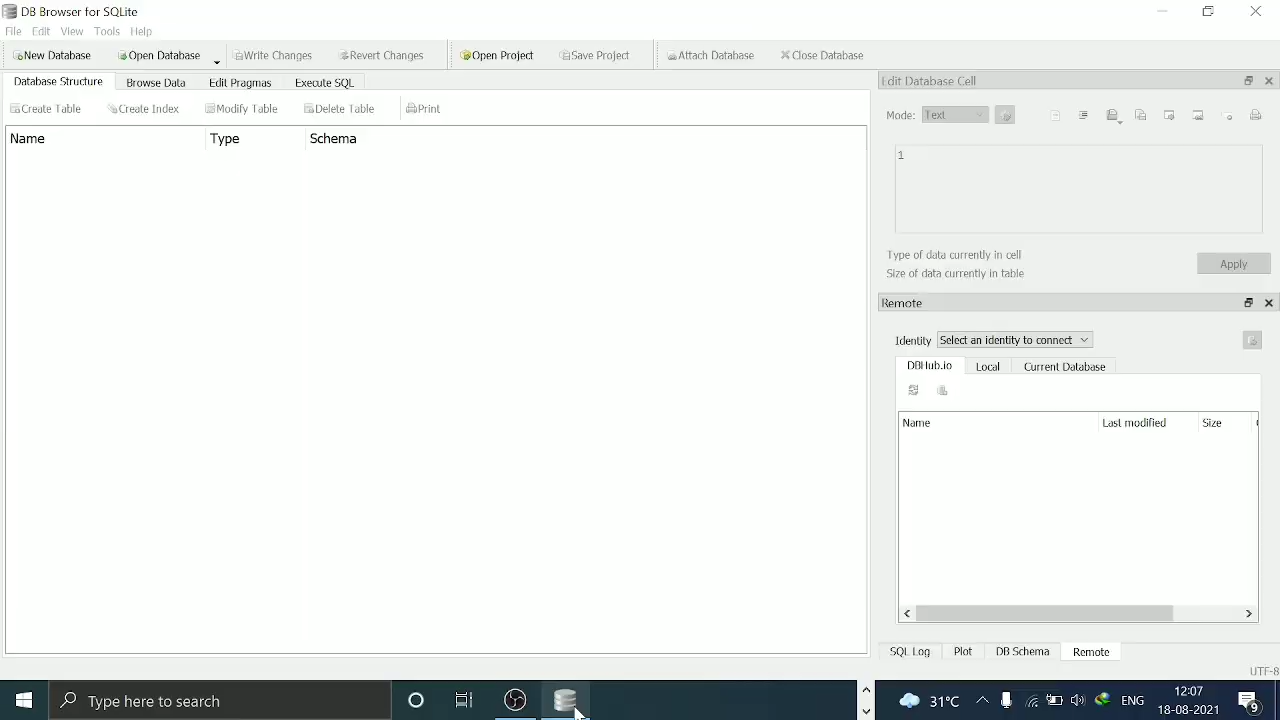 DB Browser for SQLite
File Edit View Tools Help
New Database Open Database Write Changes Revert Changes Open Project Save Project Attach Database Close Database
Database Structure Browse Data Edit Pragmas Execute SQL
Create Table Create Index Modify Table Delete Table Print
Name Type Schema
Edit Database Cell
Mode: Text
1
Type of data currently in cell
Size of data currently in table
Apply
Remote
Identity Select an identity to connect
DBHub.io Local Current Database
Name Last modified Size
SQL Log Plot DB Schema Remote
UTF-8
Type here to search
31°C ENG
12:07
18-08-2021
9